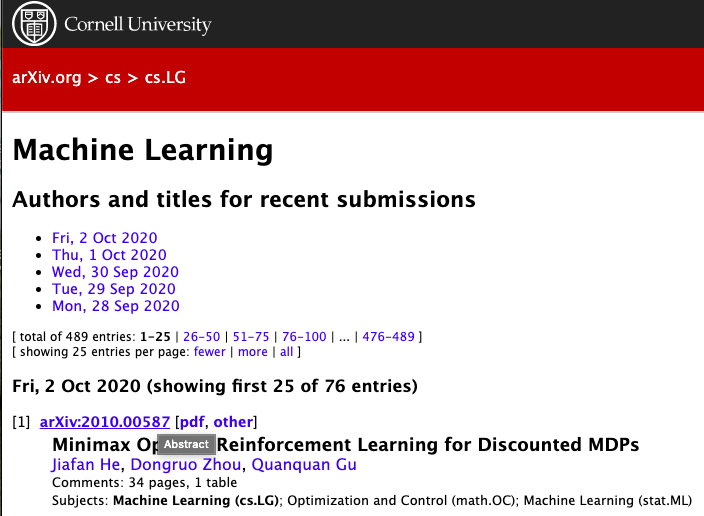 Cornell University
arXiv.org > cs > cs.LG
Machine Learning
Authors and titles for recent submissions
• Fri, 2 Oct 2020
• Thu, 1 Oct 2020
• Wed, 30 Sep 2020
• Tue, 29 Sep 2020
• Mon, 28 Sep 2020
[ total of 489 entries: 1-25 | 26-50 | 51-75 | 76-100 | ... | 476-489 ]
[ showing 25 entries per page: fewer | more | all ]
Fri, 2 Oct 2020 (showing first 25 of 76 entries)
[1] arXiv:2010.00587 [pdf, other]
Minimax Abstract Reinforcement Learning for Discounted MDPs
Jiafan He, Dongruo Zhou, Quanquan Gu
Comments: 34 pages, 1 table
Subjects: Machine Learning (cs.LG); Optimization and Control (math.OC); Machine Learning (stat.ML)